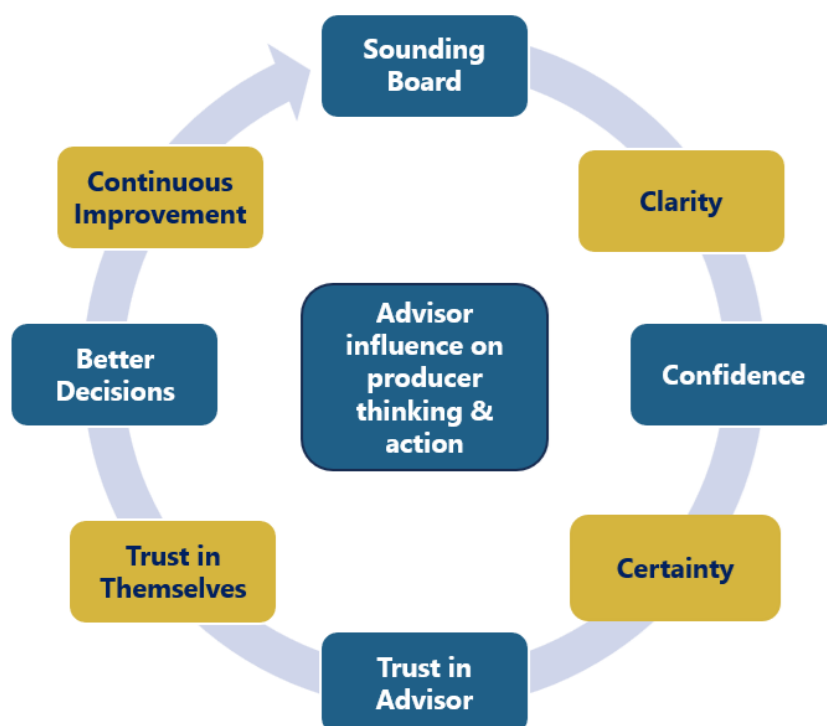 Sounding
Board
Clarity
Confidence
Certainty
Trust in
Advisor
Trust in
Themselves
Better
Decisions
Continuous
Improvement
Advisor
influence on
producer
thinking &
action